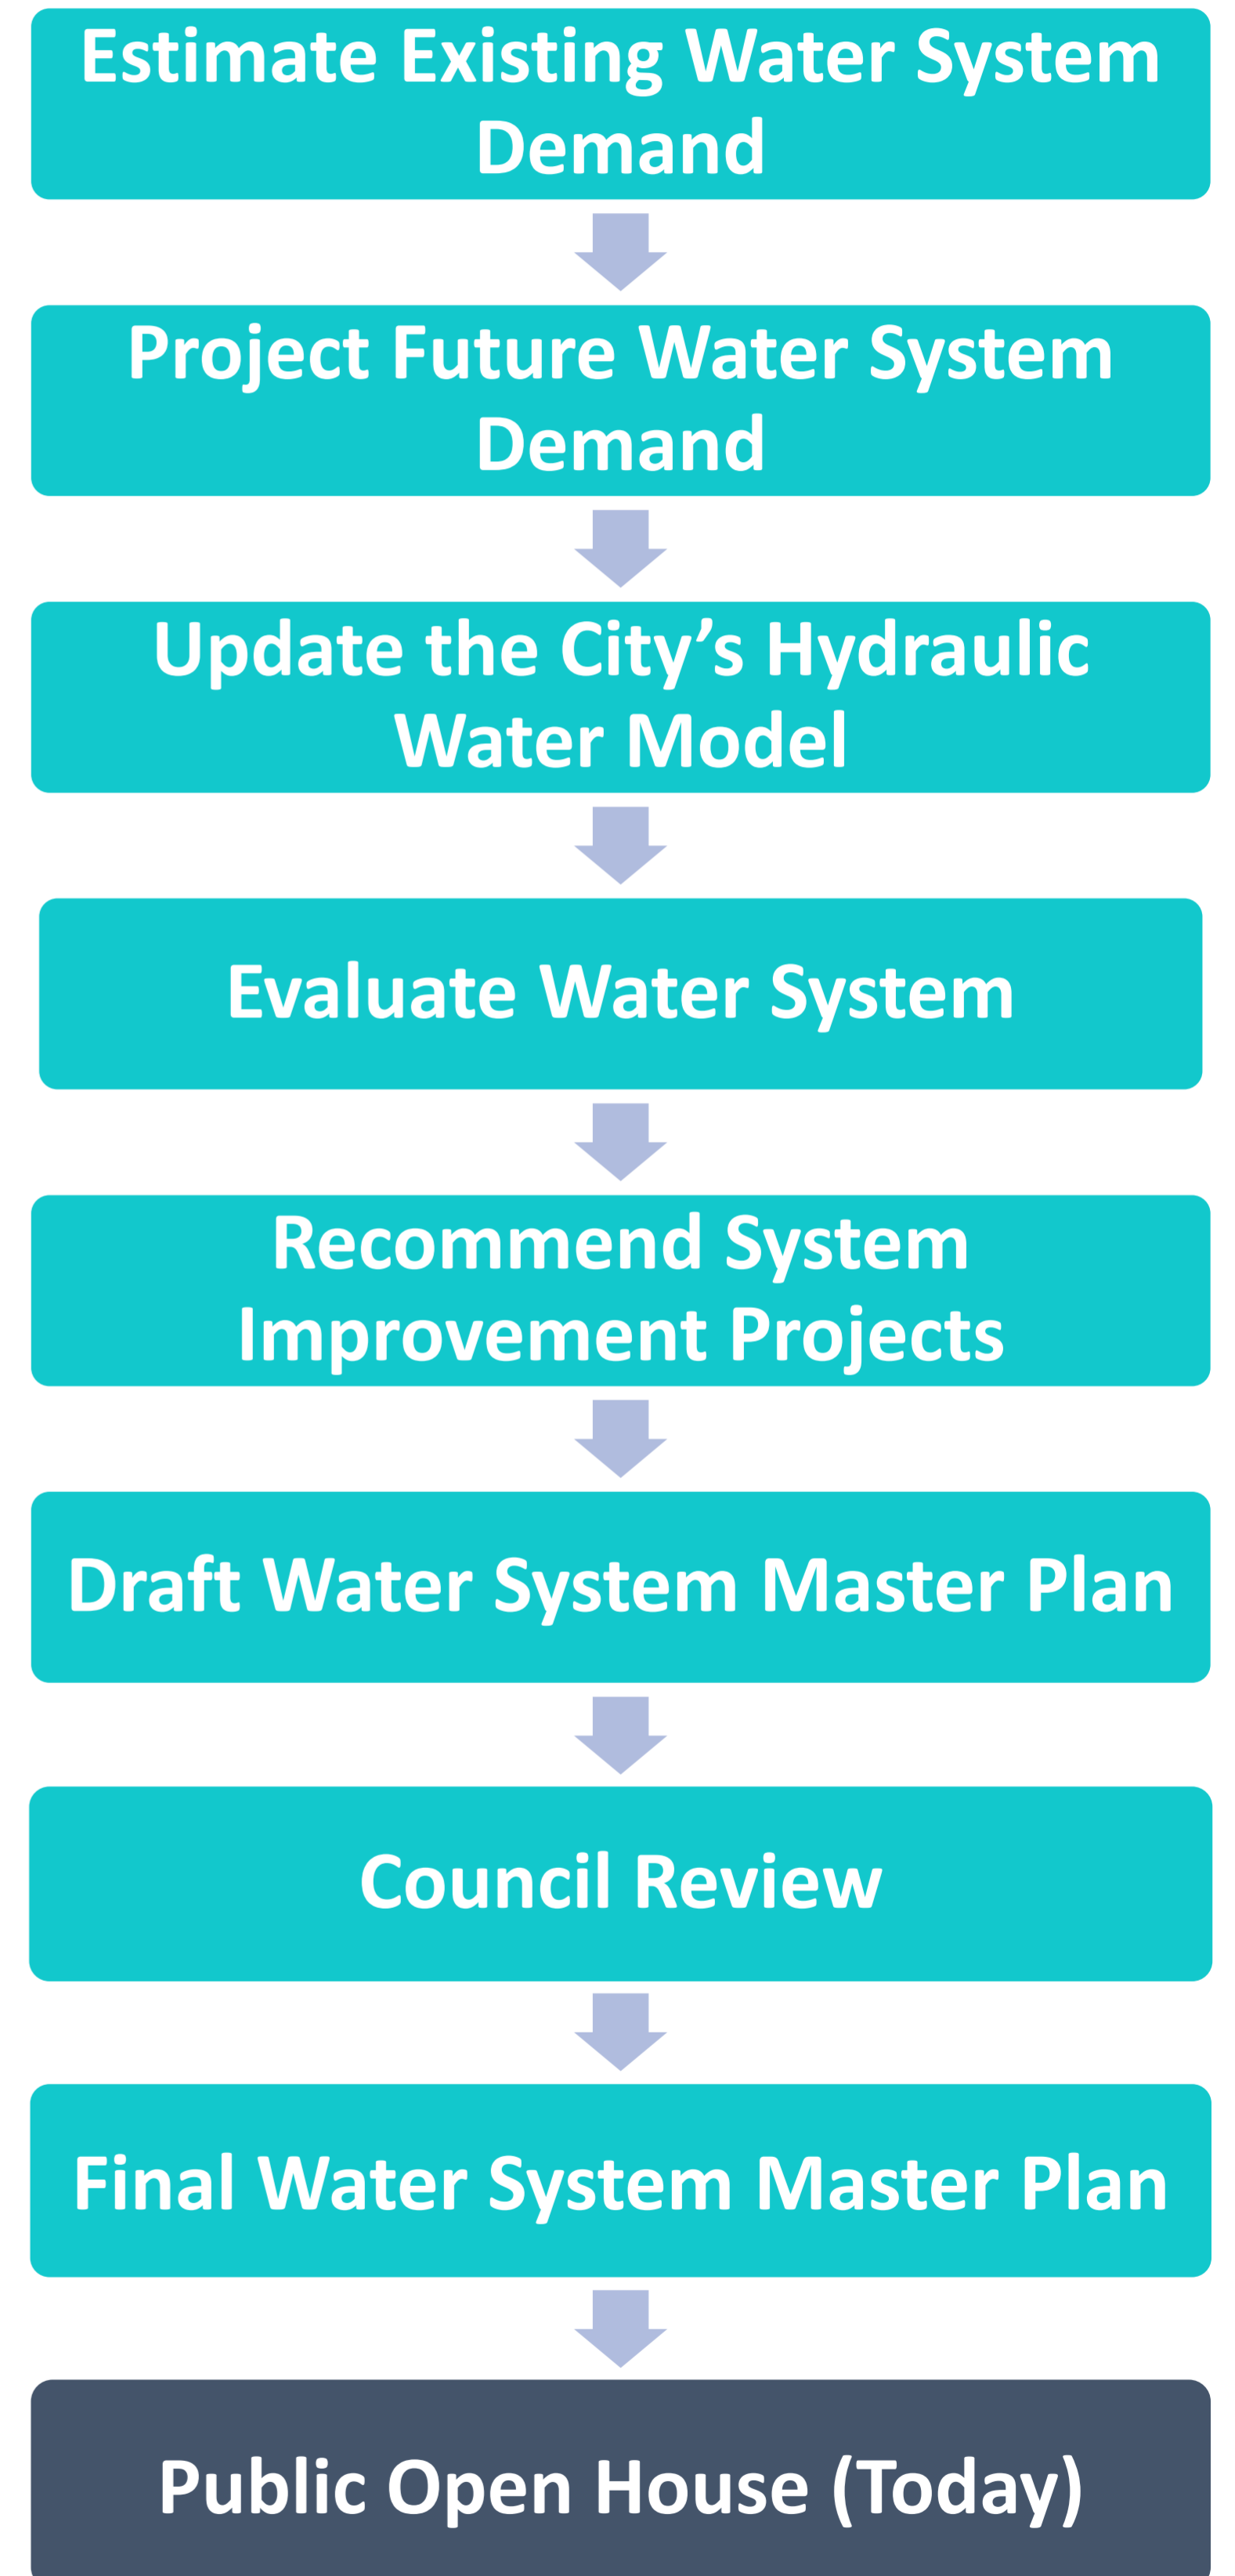 Estimate Existing Water System
Demand
Project Future Water System
Demand
Update the City’s Hydraulic
Water Model
Evaluate Water System
Recommend System
Improvement Projects
Draft Water System Master Plan
Council Review
Final Water System Master Plan
Public Open House (Today)